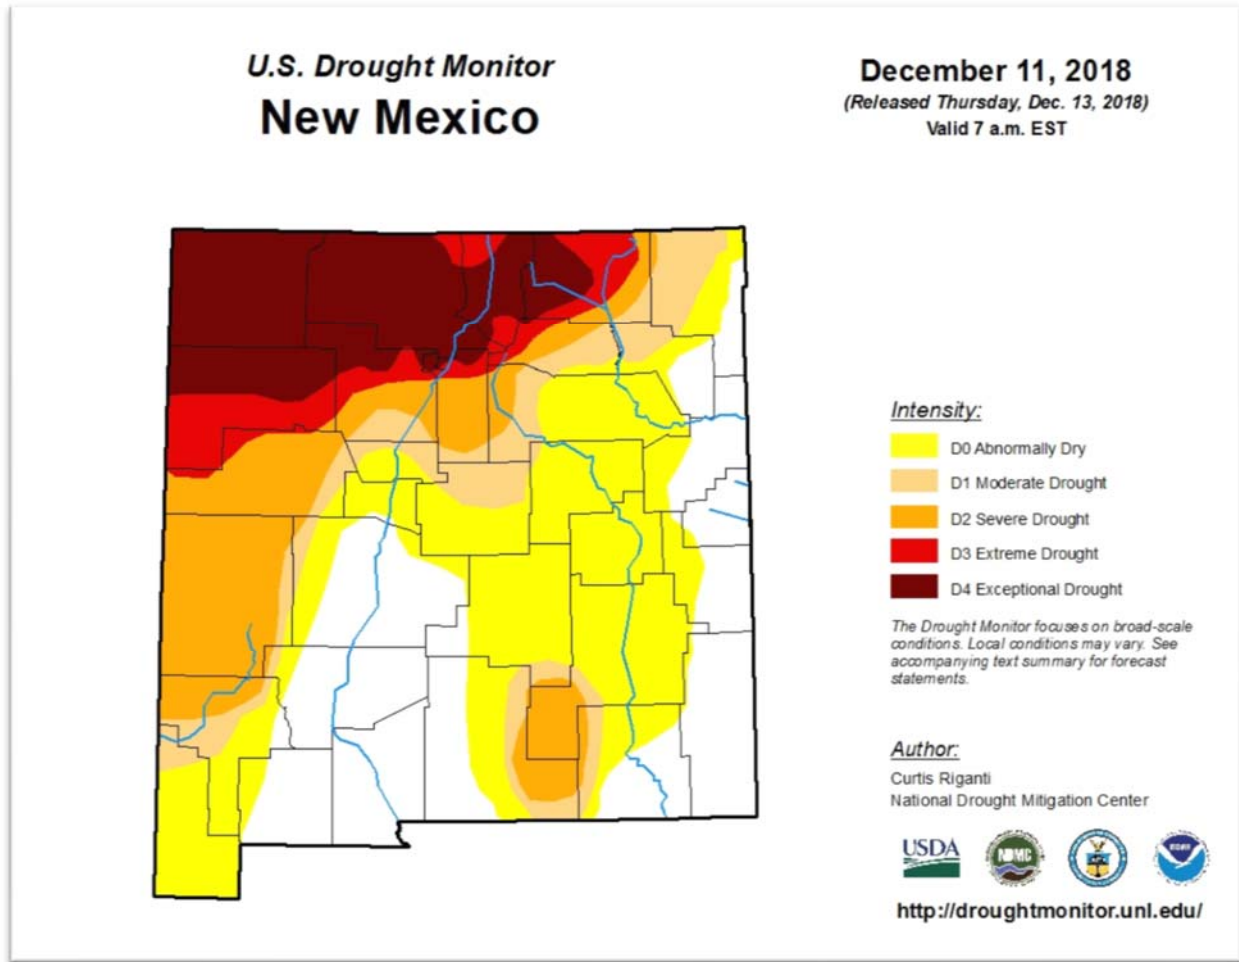 U.S. Drought Monitor
New Mexico
December 11, 2018
(Released Thursday, Dec. 13, 2018)
Valid 7 a.m. EST
Intensity:
D0 Abnormally Dry
D1 Moderate Drought
D2 Severe Drought
D3 Extreme Drought
D4 Exceptional Drought
The Drought Monitor focuses on broad-scale
conditions. Local conditions may vary. See
accompanying text summary for forecast
statements.
Author:
Curtis Riganti
National Drought Mitigation Center
USDA
NDMC
http://droughtmonitor.unl.edu/